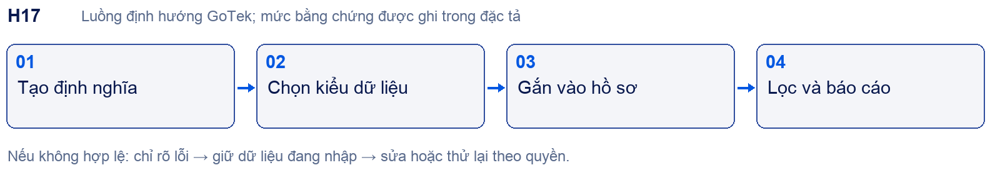 H17 Luồng định hướng GoTek; mức bằng chứng được ghi trong đặc tả
01 02 03 04
Tạo định nghĩa Chọn kiểu dữ liệu Gắn vào hồ sơ Lọc và báo cáo
Nếu không hợp lệ: chỉ rõ lỗi → giữ dữ liệu đang nhập → sửa hoặc thử lại theo quyền.